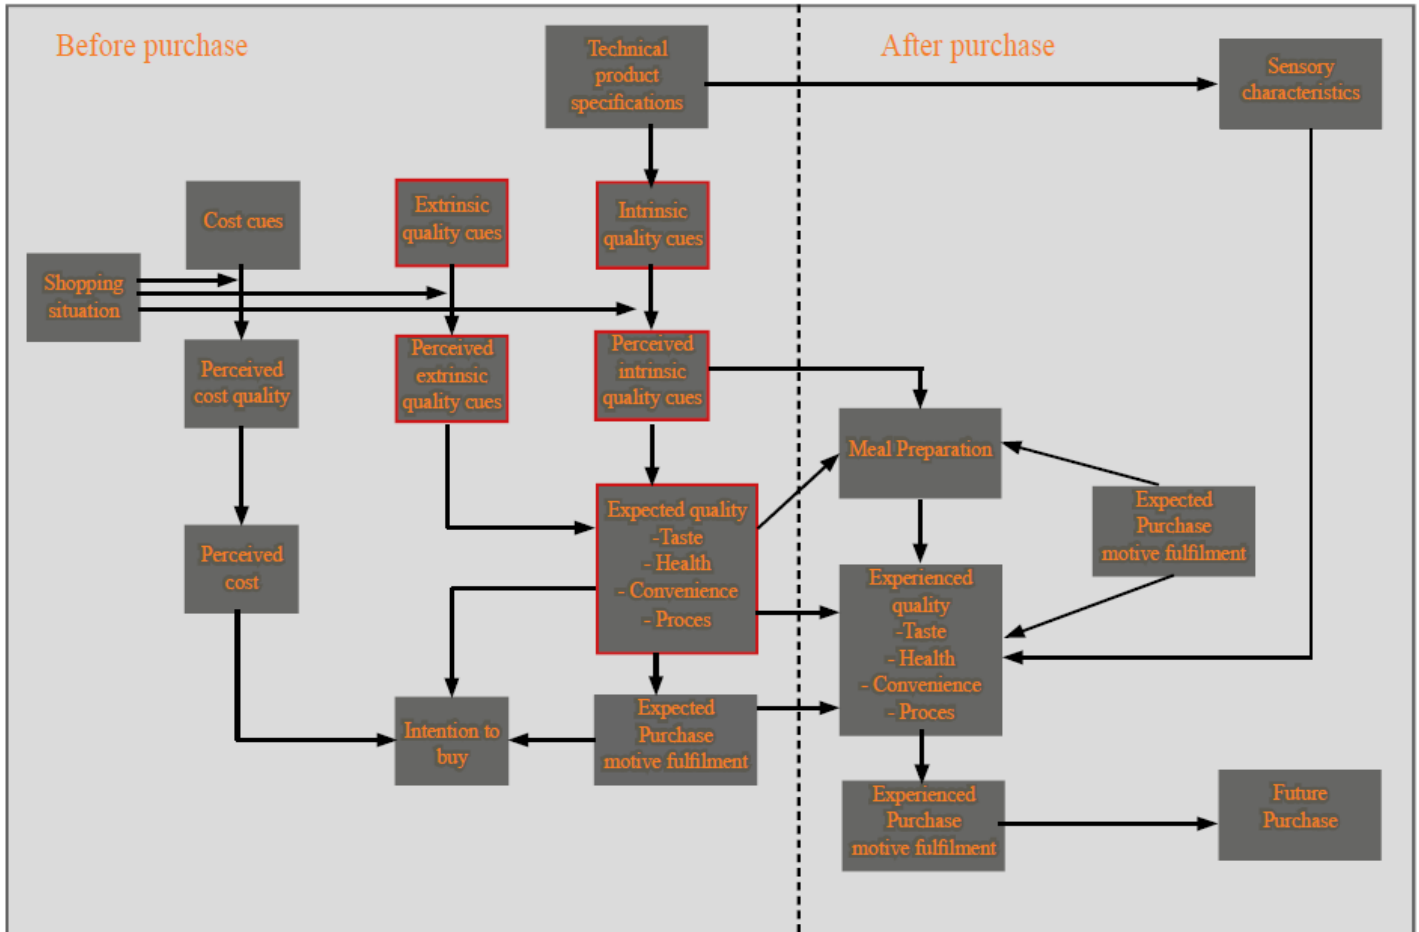 Before purchase
After purchase
Technical
product
specifications
Sensory
characteristics
Cost cues
Extrinsic
quality cues
Intrinsic
quality cues
Shopping
situation
Perceived
cost quality
Perceived
extrinsic
quality cues
Perceived
intrinsic
quality cues
Meal Preparation
Expected quality
-Taste
- Health
- Convenience
- Proces
Expected
Purchase
motive fulfilment
Perceived
cost
Experienced
quality
-Taste
- Health
- Convenience
- Proces
Intention to
buy
Expected
Purchase
motive fulfilment
Experienced
Purchase
motive fulfilment
Future
Purchase